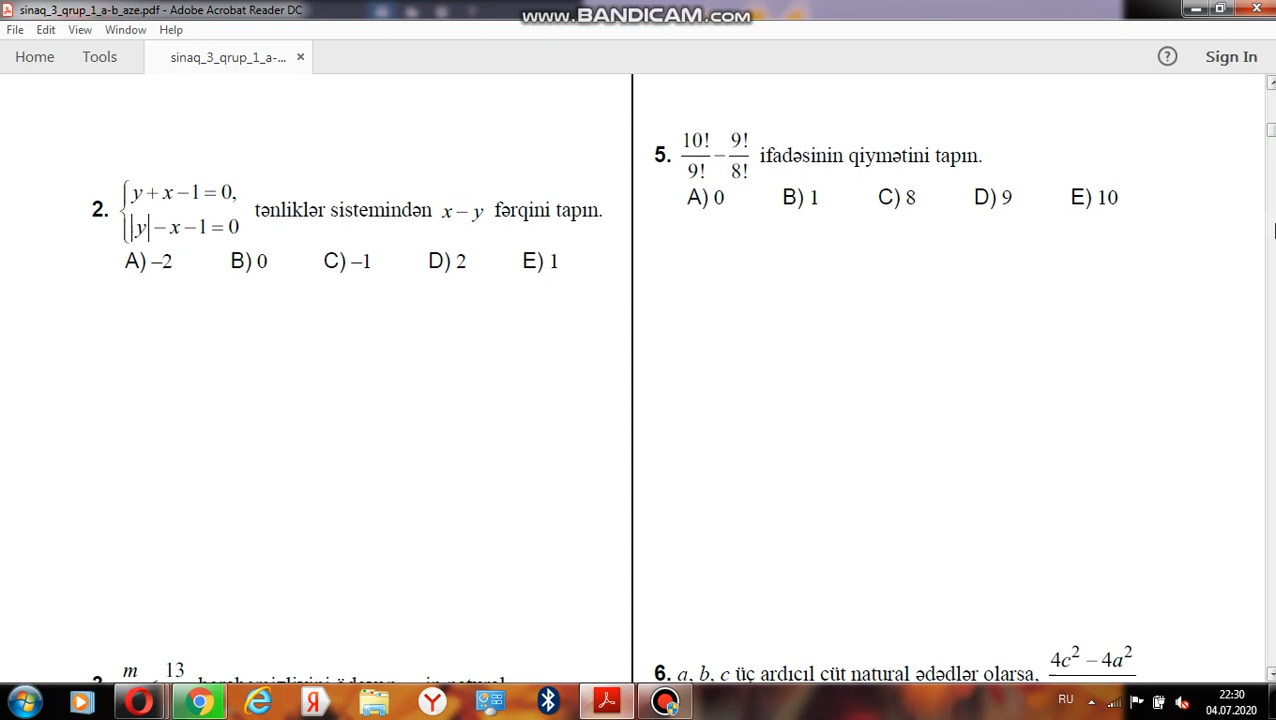 sinaq_3_qrup_1_a-b_aze.pdf - Adobe Acrobat Reader DC
www.BANDICAM.com
File Edit View Window Help
Home Tools sinaq_3_qrup_1_a-... × ? Sign In
2. { y + x − 1 = 0,
|y| − x − 1 = 0 tənliklər sistemindən x − y fərqini tapın.
A) –2 B) 0 C) –1 D) 2 E) 1
5. 10!/9! − 9!/8! ifadəsinin qiymətini tapın.
A) 0 B) 1 C) 8 D) 9 E) 10
m 13
6. a, b, c üç ardıcıl cüt natural ədədlər olarsa, 4c² − 4a²
RU 22:30
04.07.2020